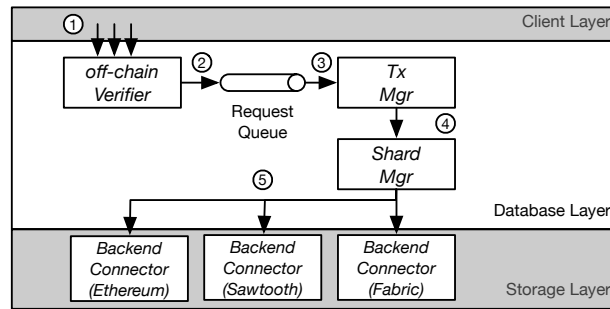 ① Client Layer
off-chain
Verifier
②
Request
Queue
③
Tx
Mgr
④
Shard
Mgr
⑤
Database Layer
Backend
Connector
(Ethereum)
Backend
Connector
(Sawtooth)
Backend
Connector
(Fabric)
Storage Layer